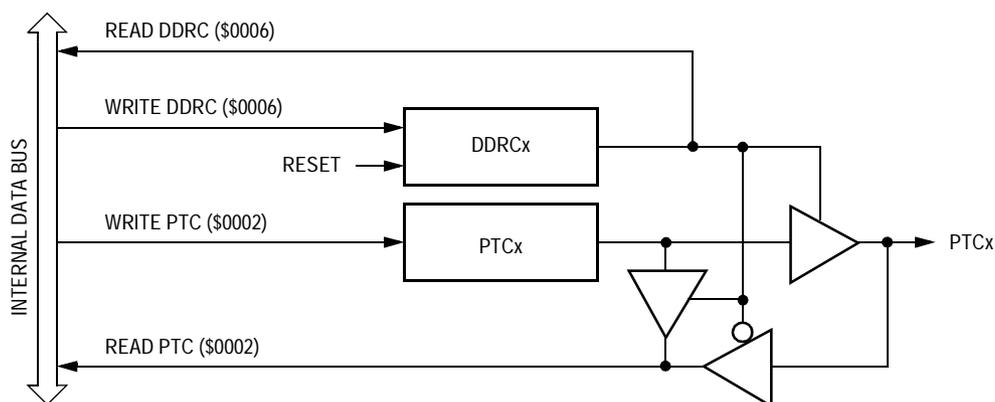 READ DDRC ($0006)
WRITE DDRC ($0006)
DDRCx
RESET
INTERNAL DATA BUS
WRITE PTC ($0002)
PTCx
PTCx
READ PTC ($0002)